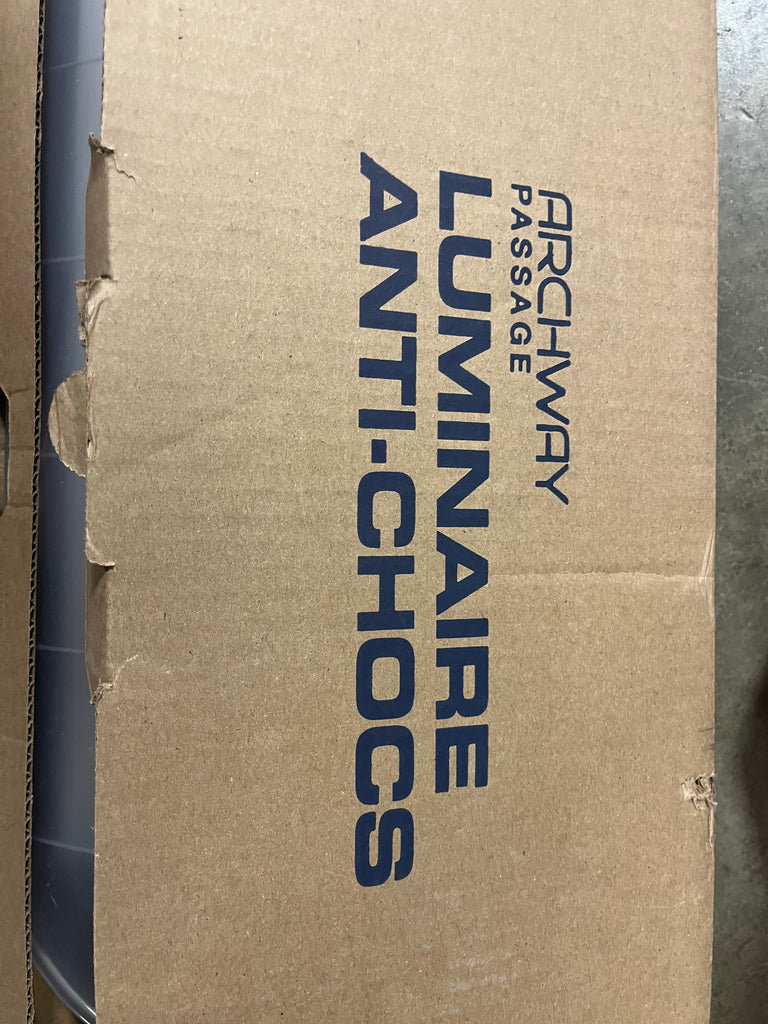 ARCHWAY
PASSAGE
LUMINAIRE
ANTI-CHOCS